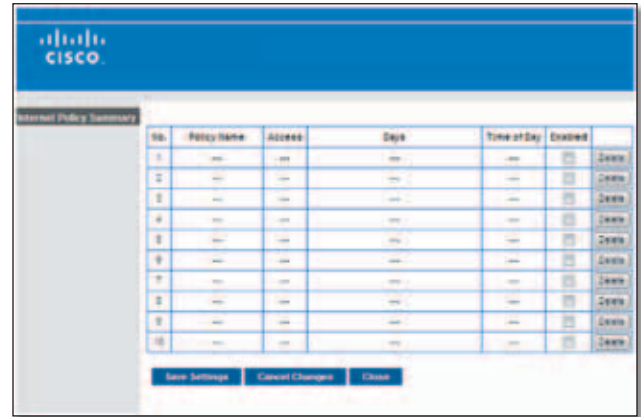 CISCO.
Internet Policy Summary
No. Policy Name Access Days Time of Day Enabled
1 --- --- --- --- Delete
2 --- --- --- --- Delete
3 --- --- --- --- Delete
4 --- --- --- --- Delete
5 --- --- --- --- Delete
6 --- --- --- --- Delete
7 --- --- --- --- Delete
8 --- --- --- --- Delete
9 --- --- --- --- Delete
10 --- --- --- --- Delete
Save Settings Cancel Changes Close